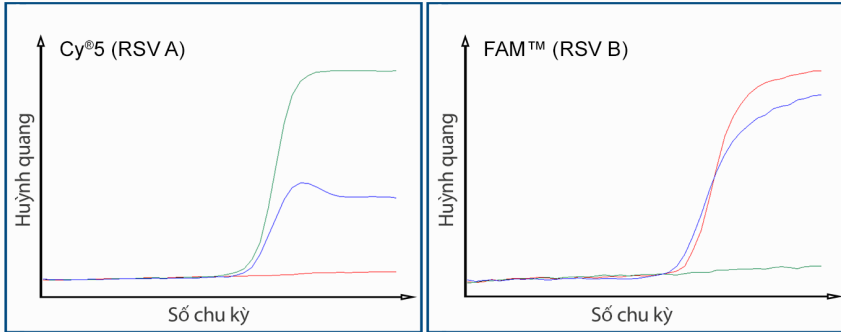 Cy®5 (RSV A)
Huỳnh quang
Số chu kỳ
FAM™ (RSV B)
Huỳnh quang
Số chu kỳ